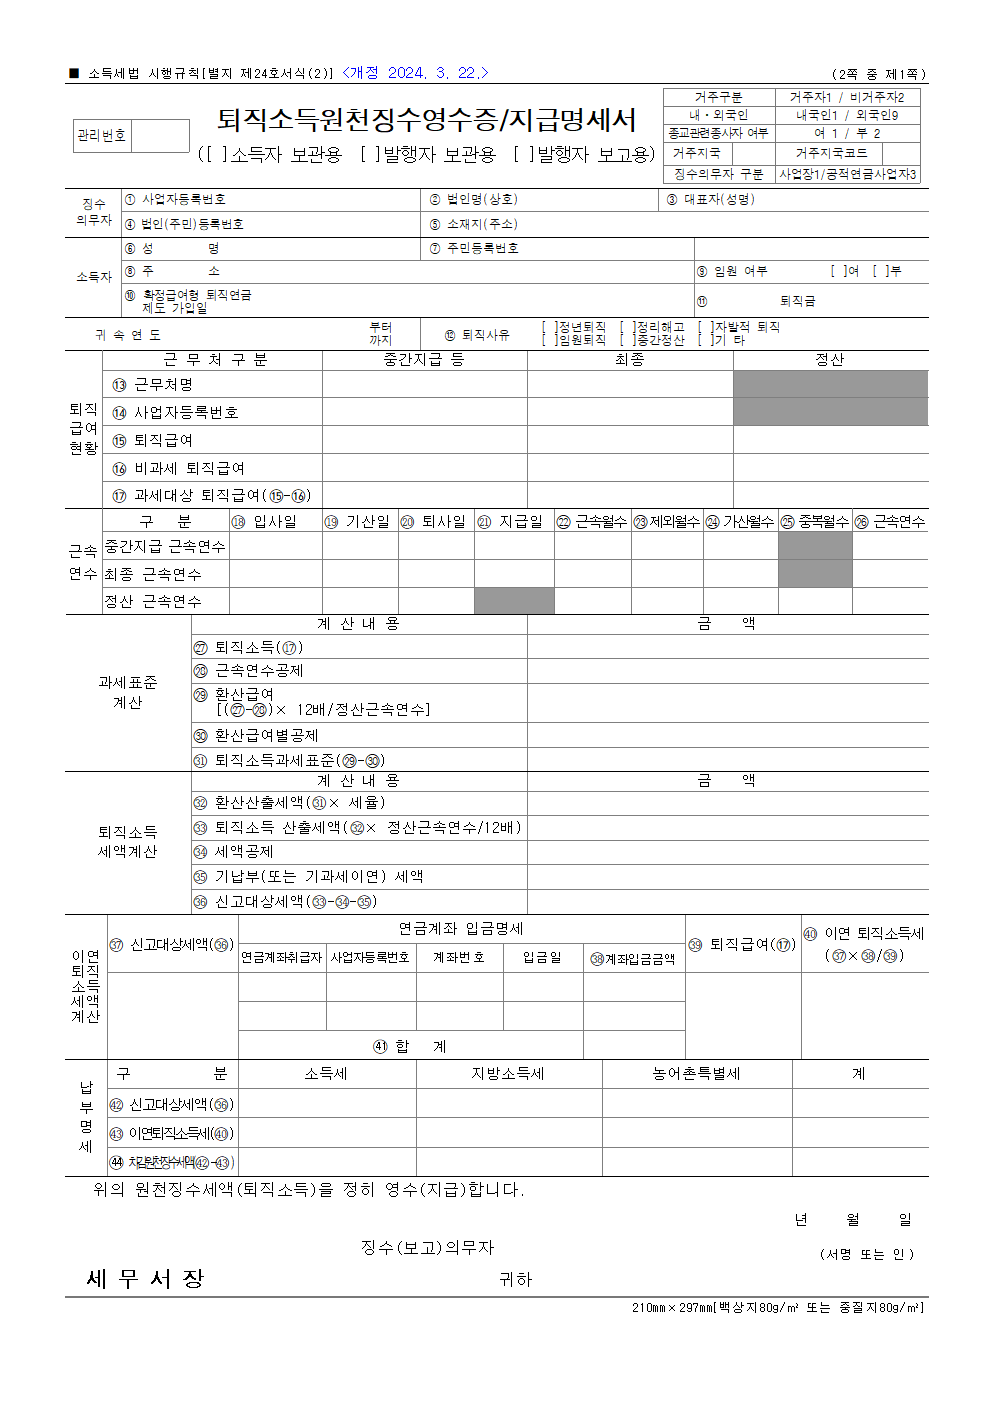 ■ 소득세법 시행규칙[별지 제24호서식(2)] <개정 2024. 3. 22.>
(2쪽 중 제1쪽)
관리번호
퇴직소득원천징수영수증/지급명세서
([ ]소득자 보관용 [ ]발행자 보관용 [ ]발행자 보고용)
거주구분 거주자1 / 비거주자2
내ㆍ외국인 내국인1 / 외국인9
종교관련종사자 여부 여 1 / 부 2
거주지국 거주지국코드
징수의무자 구분 사업장1/공적연금사업자3
징수
의무자
① 사업자등록번호 ② 법인명(상호) ③ 대표자(성명)
④ 법인(주민)등록번호 ⑤ 소재지(주소)
소득자
⑥ 성 명 ⑦ 주민등록번호
⑧ 주 소 ⑨ 임원 여부 [ ]여 [ ]부
⑩ 확정급여형 퇴직연금
제도 가입일
⑪ 퇴직금
귀 속 연 도 부터
까지
⑫ 퇴직사유
[ ]정년퇴직 [ ]정리해고 [ ]자발적 퇴직
[ ]임원퇴직 [ ]중간정산 [ ]기 타
퇴직
급여
현황
근 무 처 구 분 중간지급 등 최종 정산
⑬ 근무처명
⑭ 사업자등록번호
⑮ 퇴직급여
⑯ 비과세 퇴직급여
⑰ 과세대상 퇴직급여(⑮-⑯)
근속
연수
구 분 ⑱ 입사일 ⑲ 기산일 ⑳ 퇴사일 ㉑ 지급일 ㉒ 근속월수 ㉓ 제외월수 ㉔ 가산월수 ㉕ 중복월수 ㉖ 근속연수
중간지급 근속연수
최종 근속연수
정산 근속연수
과세표준
계산
계 산 내 용 금 액
㉗ 퇴직소득(⑰)
㉘ 근속연수공제
㉙ 환산급여
[(㉗-㉘)× 12배/정산근속연수]
㉚ 환산급여별공제
㉛ 퇴직소득과세표준(㉙-㉚)
퇴직소득
세액계산
계 산 내 용 금 액
㉜ 환산산출세액(㉛× 세율)
㉝ 퇴직소득 산출세액(㉜× 정산근속연수/12배)
㉞ 세액공제
㉟ 기납부(또는 기과세이연) 세액
㊱ 신고대상세액(㉝-㉞-㉟)
이연
퇴직
소득
세액
계산
㊲ 신고대상세액(㊱) 연금계좌 입금명세 ㊴ 퇴직급여(⑰) ㊵ 이연 퇴직소득세
(㊲×㊳/㊴)
연금계좌취급자 사업자등록번호 계좌번호 입금일 ㊳계좌입금금액
㊶ 합 계
납
부
명
세
구 분 소득세 지방소득세 농어촌특별세 계
㊷ 신고대상세액(㊱)
㊸ 이연퇴직소득세(㊵)
㊹ 차감원천징수세액(㊷-㊸)
위의 원천징수세액(퇴직소득)을 정히 영수(지급)합니다.
년 월 일
징수(보고)의무자
(서명 또는 인)
세 무 서 장 귀하
210㎜×297㎜[백상지80g/㎡ 또는 중질지80g/㎡]